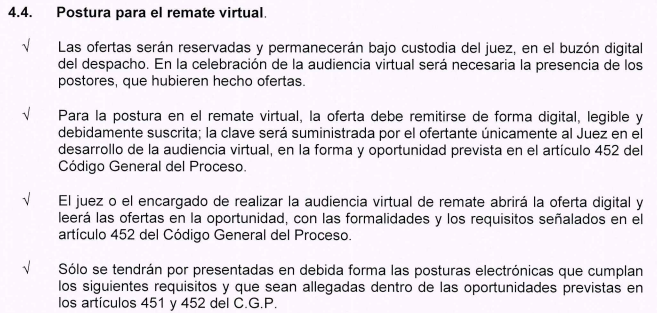 4.4. Postura para el remate virtual.
√ Las ofertas serán reservadas y permanecerán bajo custodia del juez, en el buzón digital
del despacho. En la celebración de la audiencia virtual será necesaria la presencia de los
postores, que hubieren hecho ofertas.
√ Para la postura en el remate virtual, la oferta debe remitirse de forma digital, legible y
debidamente suscrita; la clave será suministrada por el ofertante únicamente al Juez en el
desarrollo de la audiencia virtual, en la forma y oportunidad prevista en el artículo 452 del
Código General del Proceso.
√ El juez o el encargado de realizar la audiencia virtual de remate abrirá la oferta digital y
leerá las ofertas en la oportunidad, con las formalidades y los requisitos señalados en el
artículo 452 del Código General del Proceso.
√ Sólo se tendrán por presentadas en debida forma las posturas electrónicas que cumplan
los siguientes requisitos y que sean allegadas dentro de las oportunidades previstas en
los artículos 451 y 452 del C.G.P.